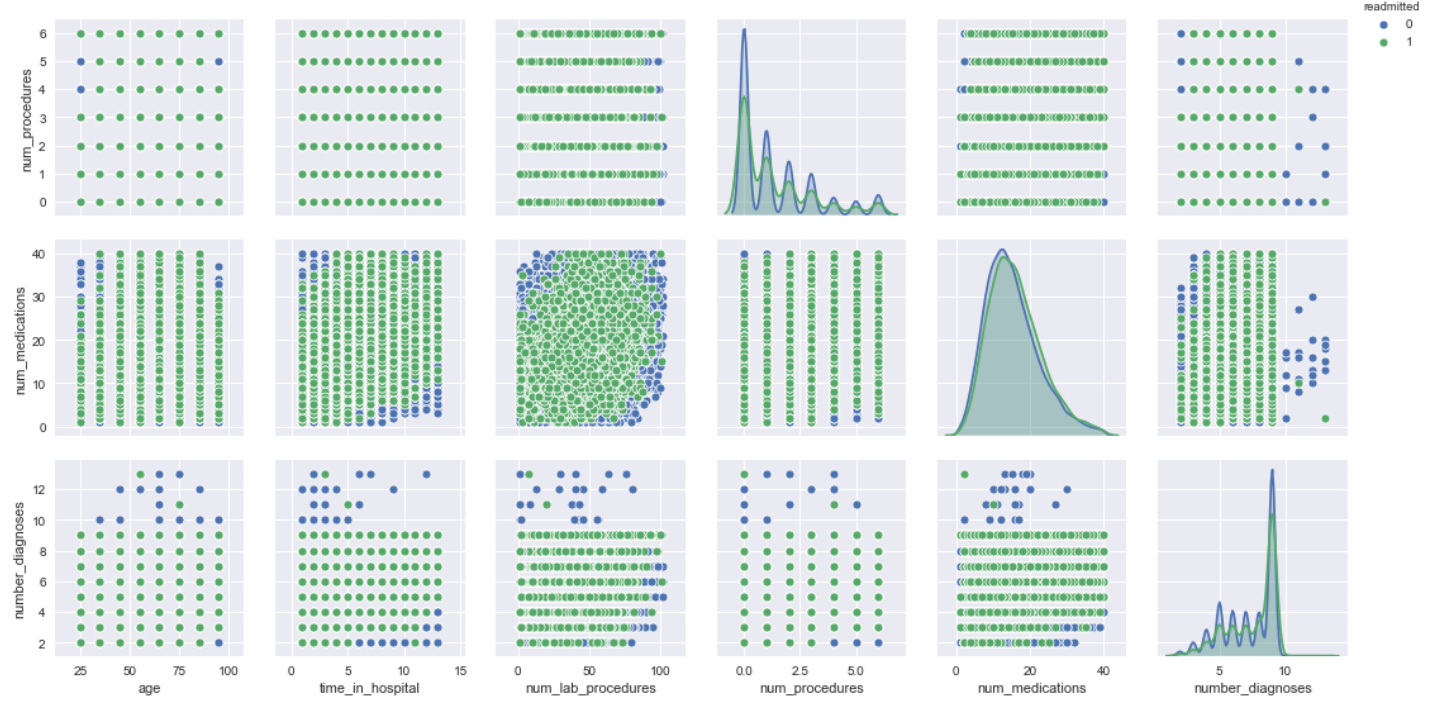 readmitted
0
1
num_procedures
6
5
4
3
2
1
0
num_medications
40
30
20
10
0
number_diagnoses
12
10
8
6
4
2
25 50 75 100
age
0 5 10 15
time_in_hospital
0 50 100
num_lab_procedures
0.0 2.5 5.0
num_procedures
0 20 40
num_medications
5 10
number_diagnoses